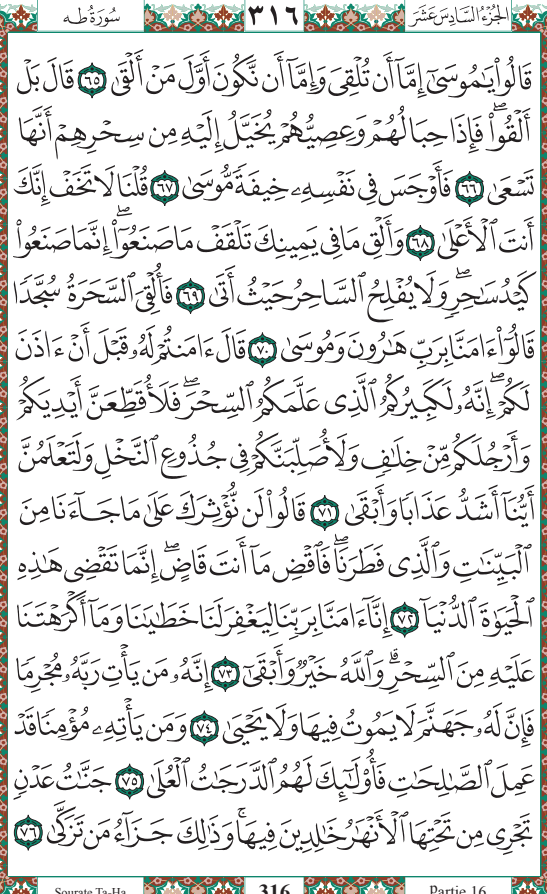 الجُزْءُ السَّادِسَ عَشَرَ ٣١٦ سُورَةُ طه
قَالُوا۟ يَـٰمُوسَىٰٓ إِمَّآ أَن تُلْقِىَ وَإِمَّآ أَن نَّكُونَ أَوَّلَ مَنْ أَلْقَىٰ ٦٥ قَالَ بَلْ
أَلْقُوا۟ ۖ فَإِذَا حِبَالُهُمْ وَعِصِيُّهُمْ يُخَيَّلُ إِلَيْهِ مِن سِحْرِهِمْ أَنَّهَا
تَسْعَىٰ ٦٦ فَأَوْجَسَ فِى نَفْسِهِۦ خِيفَةً مُّوسَىٰ ٦٧ قُلْنَا لَا تَخَفْ إِنَّكَ
أَنتَ ٱلْأَعْلَىٰ ٦٨ وَأَلْقِ مَا فِى يَمِينِكَ تَلْقَفْ مَا صَنَعُوٓا۟ ۖ إِنَّمَا صَنَعُوا۟
كَيْدُ سَـٰحِرٍ ۖ وَلَا يُفْلِحُ ٱلسَّاحِرُ حَيْثُ أَتَىٰ ٦٩ فَأُلْقِىَ ٱلسَّحَرَةُ سُجَّدًا
قَالُوٓا۟ ءَامَنَّا بِرَبِّ هَـٰرُونَ وَمُوسَىٰ ٧٠ قَالَ ءَامَنتُمْ لَهُۥ قَبْلَ أَنْ ءَاذَنَ
لَكُمْ ۖ إِنَّهُۥ لَكَبِيرُكُمُ ٱلَّذِى عَلَّمَكُمُ ٱلسِّحْرَ ۖ فَلَأُقَطِّعَنَّ أَيْدِيَكُمْ
وَأَرْجُلَكُم مِّنْ خِلَـٰفٍ وَلَأُصَلِّبَنَّكُمْ فِى جُذُوعِ ٱلنَّخْلِ وَلَتَعْلَمُنَّ
أَيُّنَآ أَشَدُّ عَذَابًا وَأَبْقَىٰ ٧١ قَالُوا۟ لَن نُّؤْثِرَكَ عَلَىٰ مَا جَآءَنَا مِنَ
ٱلْبَيِّنَـٰتِ وَٱلَّذِى فَطَرَنَا ۖ فَٱقْضِ مَآ أَنتَ قَاضٍ ۖ إِنَّمَا تَقْضِى هَـٰذِهِ
ٱلْحَيَوٰةَ ٱلدُّنْيَآ ٧٢ إِنَّآ ءَامَنَّا بِرَبِّنَا لِيَغْفِرَ لَنَا خَطَـٰيَـٰنَا وَمَآ أَكْرَهْتَنَا
عَلَيْهِ مِنَ ٱلسِّحْرِ ۗ وَٱللَّهُ خَيْرٌ وَأَبْقَىٰٓ ٧٣ إِنَّهُۥ مَن يَأْتِ رَبَّهُۥ مُجْرِمًا
فَإِنَّ لَهُۥ جَهَنَّمَ لَا يَمُوتُ فِيهَا وَلَا يَحْيَىٰ ٧٤ وَمَن يَأْتِهِۦ مُؤْمِنًا قَدْ
عَمِلَ ٱلصَّـٰلِحَـٰتِ فَأُو۟لَـٰٓئِكَ لَهُمُ ٱلدَّرَجَـٰتُ ٱلْعُلَىٰ ٧٥ جَنَّـٰتُ عَدْنٍ
تَجْرِى مِن تَحْتِهَا ٱلْأَنْهَـٰرُ خَـٰلِدِينَ فِيهَا ۚ وَذَٰلِكَ جَزَآءُ مَن تَزَكَّىٰ ٧٦
Sourate Ta-Ha 316 Partie 16